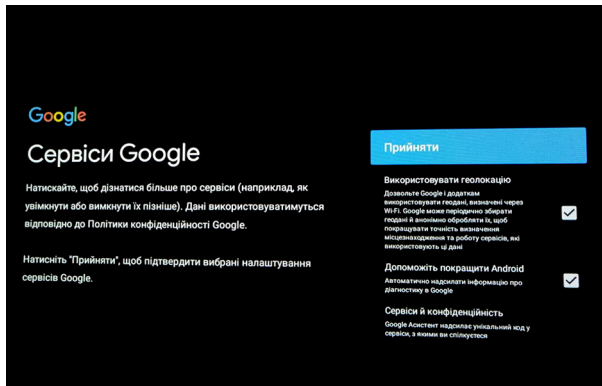 Google
Сервіси Google
Натискайте, щоб дізнатися більше про сервіси (наприклад, як
увімкнути або вимкнути їх пізніше). Дані використовуватимуться
відповідно до Політики конфіденційності Google.
Натисніть "Прийняти", щоб підтвердити вибрані налаштування
сервісів Google.
Прийняти
Використовувати геолокацію
Дозвольте Google і додаткам
використовувати геодані, визначені через
Wi-Fi. Google може періодично збирати
геодані й анонімно обробляти їх, щоб
покращувати точність визначення
місцезнаходження та роботу сервісів, які
використовують ці дані
Допоможіть покращити Android
Автоматично надсилати інформацію про
діагностику в Google
Сервіси й конфіденційність
Google Асистент надсилає унікальний код у
сервіси, з якими ви спілкуєтеся